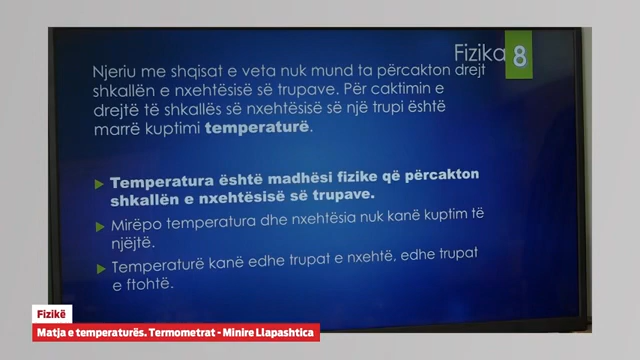 Fizika 8
Njeriu me shqisat e veta nuk mund ta përcakton drejt
shkallën e nxehtësisë së trupave. Për caktimin e
drejtë të shkallës së nxehtësisë së një trupi është
marrë kuptimi temperaturë.
Temperatura është madhësi fizike që përcakton
shkallën e nxehtësisë së trupave.
Mirëpo temperatura dhe nxehtësia nuk kanë kuptim të
njëjtë.
Temperaturë kanë edhe trupat e nxehtë, edhe trupat
e ftohtë.
Fizikë
Matja e temperaturës. Termometrat - Minire Llapashtica